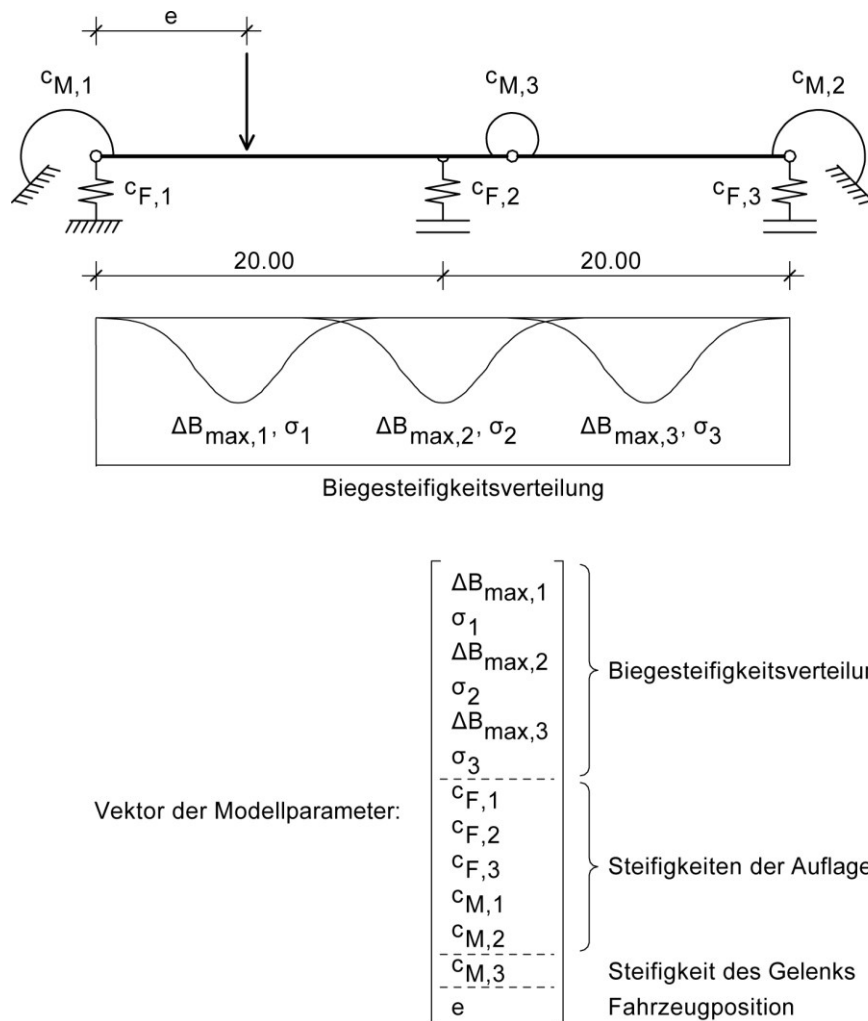 e
cM,1
cM,3
cM,2
cF,1
cF,2
cF,3
20.00 20.00
ΔBmax,1, σ1 ΔBmax,2, σ2 ΔBmax,3, σ3
Biegesteifigkeitsverteilung
ΔBmax,1
σ1
ΔBmax,2
σ2
ΔBmax,3
σ3
Biegesteifigkeitsverteilun
Vektor der Modellparameter:
cF,1
cF,2
cF,3
cM,1
cM,2
Steifigkeiten der Auflage
cM,3 Steifigkeit des Gelenks
e Fahrzeugposition